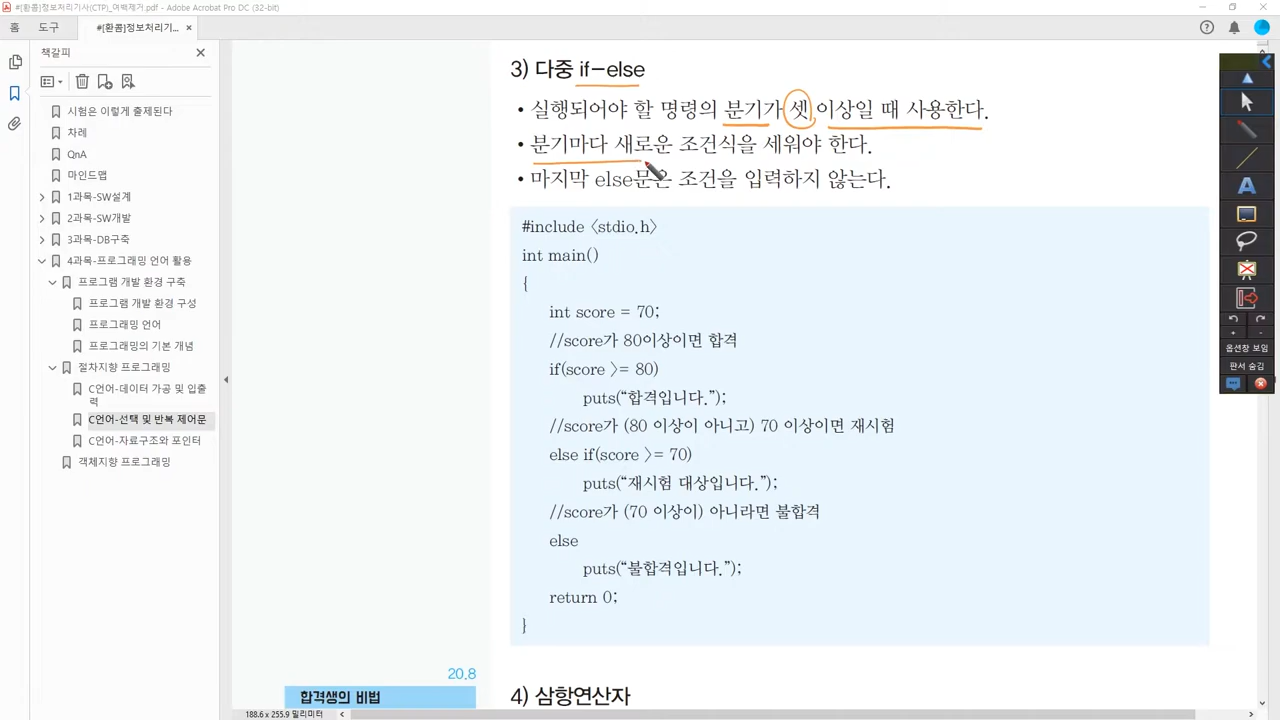 #[환콤]정보처리기사(CTP)_여백제거.pdf - Adobe Acrobat Pro DC (32-bit)
홈
도구
#[환콤]정보처리기...
책갈피
시험은 이렇게 출제된다
차례
QnA
마인드맵
1과목-SW설계
2과목-SW개발
3과목-DB구축
4과목-프로그래밍 언어 활용
프로그램 개발 환경 구축
프로그램 개발 환경 구성
프로그래밍 언어
프로그래밍의 기본 개념
절차지향 프로그래밍
C언어-데이터 가공 및 입출
력
C언어-선택 및 반복 제어문
C언어-자료구조와 포인터
객체지향 프로그래밍
3) 다중 if-else
• 실행되어야 할 명령의 분기가 셋 이상일 때 사용한다.
• 분기마다 새로운 조건식을 세워야 한다.
• 마지막 else문은 조건을 입력하지 않는다.
#include <stdio.h>
int main()
{
int score = 70;
//score가 80이상이면 합격
if(score >= 80)
puts(“합격입니다.”);
//score가 (80 이상이 아니고) 70 이상이면 재시험
else if(score >= 70)
puts(“재시험 대상입니다.”);
//score가 (70 이상이) 아니라면 불합격
else
puts(“불합격입니다.”);
return 0;
}
20.8
합격생의 비법
4) 삼항연산자
188.6 x 255.9 밀리미터
옵션창 보임
판서 숨김